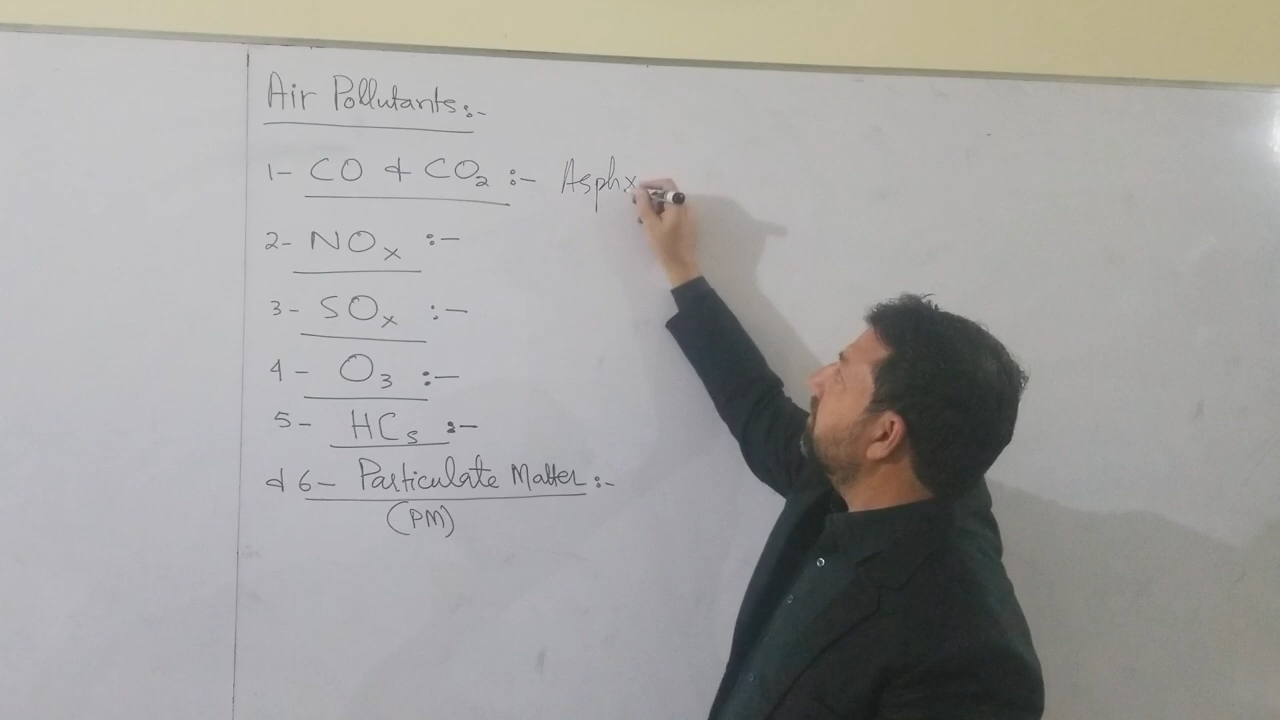 Air Pollutants:-
1- CO & CO₂ :- Asphx
2- NOₓ :-
3- SOₓ :-
4- O₃ :-
5- HCs :-
& 6- Particulate Matter :-
(PM)